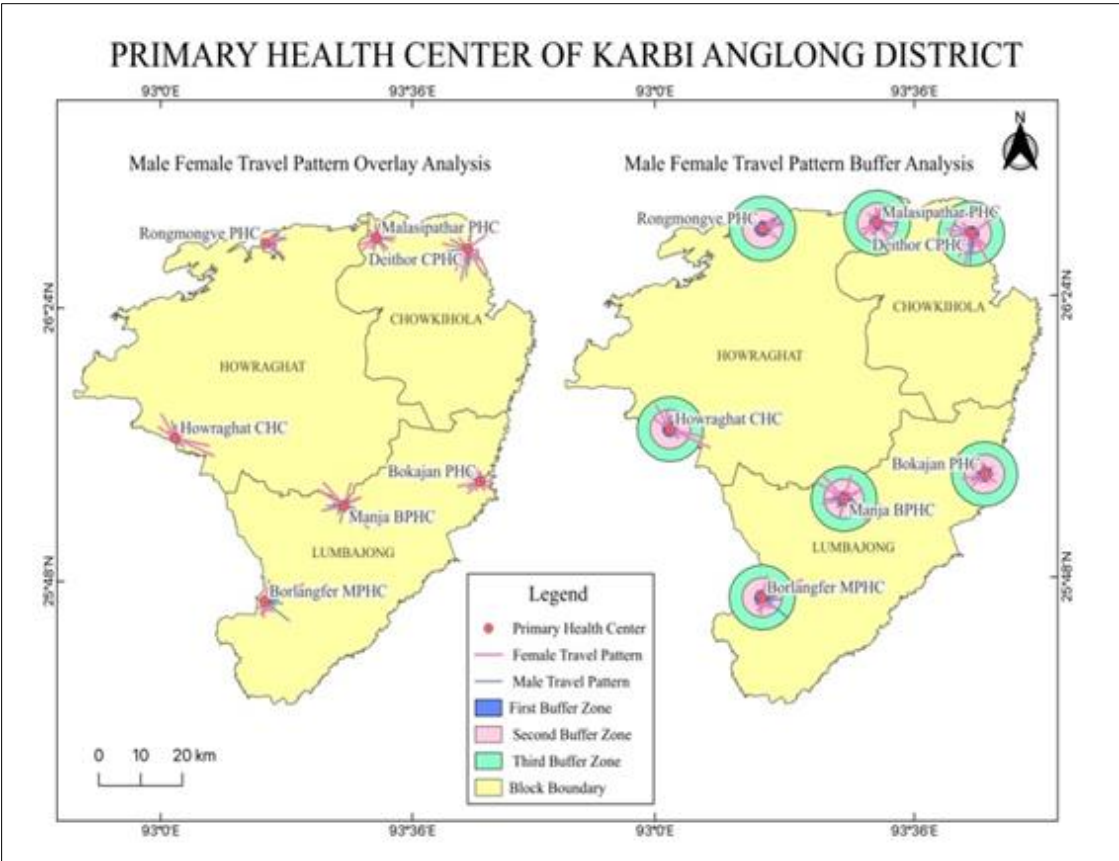 PRIMARY HEALTH CENTER OF KARBI ANGLONG DISTRICT
93°0'E
93°36'E
93°0'E
93°36'E
N
Male Female Travel Pattern Overlay Analysis
Male Female Travel Pattern Buffer Analysis
Rongmongve PHC
Malasipathar PHC
Deithor CPHC
CHOWKIHOLA
HOWRAGHAT
Howraghat CHC
Bokajan PHC
Manja BPHC
LUMBAJONG
Borlangfer MPHC
Rongmongve PHC
Malasipathar PHC
Deithor CPHC
CHOWKIHOLA
HOWRAGHAT
Howraghat CHC
Bokajan PHC
Manja BPHC
LUMBAJONG
Borlangfer MPHC
26°24'N
25°48'N
26°24'N
25°48'N
Legend
Primary Health Center
Female Travel Pattern
Male Travel Pattern
First Buffer Zone
Second Buffer Zone
Third Buffer Zone
Block Boundary
0 10 20 km
93°0'E
93°36'E
93°0'E
93°36'E